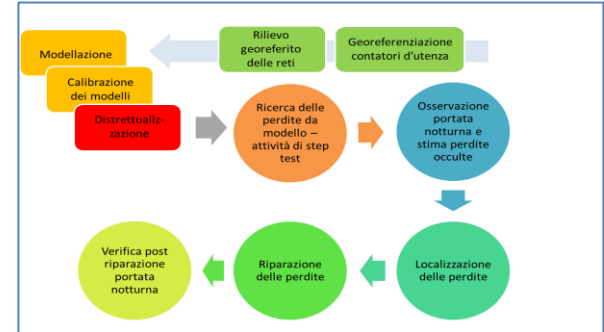 Rilievo
georeferito
delle reti
Georeferenziazione
contatori d'utenza
Modellazione
Calibrazione
dei modelli
Distrettualiz-
zazione
Ricerca delle
perdite da
modello –
attività di step
test
Osservazione
portata
notturna e
stima perdite
occulte
Localizzazione
delle perdite
Riparazione
delle perdite
Verifica post
riparazione
portata
notturna